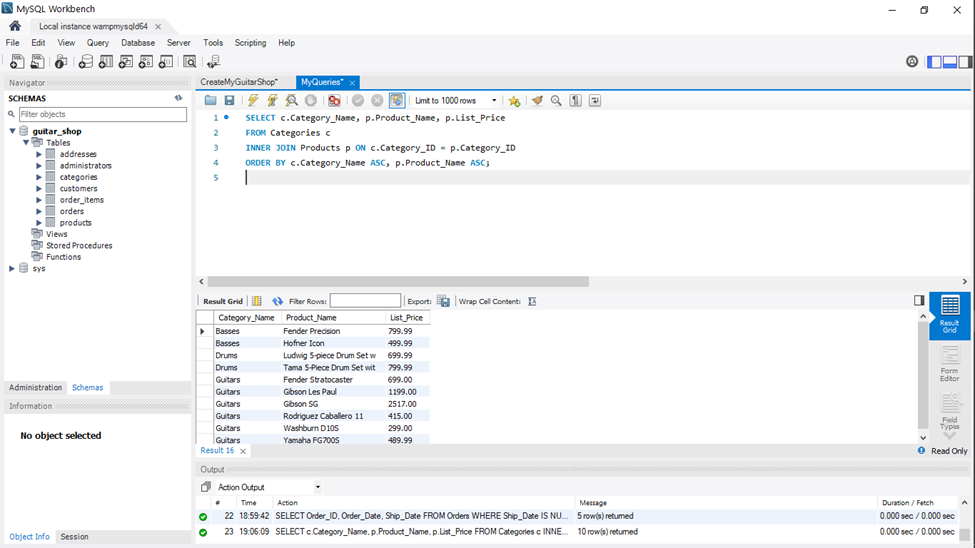 MySQL Workbench
Local instance wampmysqld64
File Edit View Query Database Server Tools Scripting Help
Navigator
SCHEMAS
Filter objects
guitar_shop
Tables
addresses
administrators
categories
customers
order_items
orders
products
Views
Stored Procedures
Functions
sys
Administration Schemas
Information
No object selected
Object Info Session
CreateMyGuitarShop* MyQueries*
Limit to 1000 rows
1 SELECT c.Category_Name, p.Product_Name, p.List_Price
2 FROM Categories c
3 INNER JOIN Products p ON c.Category_ID = p.Category_ID
4 ORDER BY c.Category_Name ASC, p.Product_Name ASC;
5
Result Grid Filter Rows: Export: Wrap Cell Content:
Category_Name Product_Name List_Price
Basses Fender Precision 799.99
Basses Hofner Icon 499.99
Drums Ludwig 5-piece Drum Set w 699.99
Drums Tama 5-Piece Drum Set wit 799.99
Guitars Fender Stratocaster 699.00
Guitars Gibson Les Paul 1199.00
Guitars Gibson SG 2517.00
Guitars Rodriguez Caballero 11 415.00
Guitars Washburn D10S 299.00
Guitars Yamaha FG700S 489.99
Result
Grid
Form
Editor
Field
Types
Result 16
Read Only
Output
Action Output
# Time Action Message Duration / Fetch
22 18:59:42 SELECT Order_ID, Order_Date, Ship_Date FROM Orders WHERE Ship_Date IS NU... 5 row(s) returned 0.000 sec / 0.000 sec
23 19:06:09 SELECT c.Category_Name, p.Product_Name, p.List_Price FROM Categories c INNE... 10 row(s) returned 0.000 sec / 0.000 sec